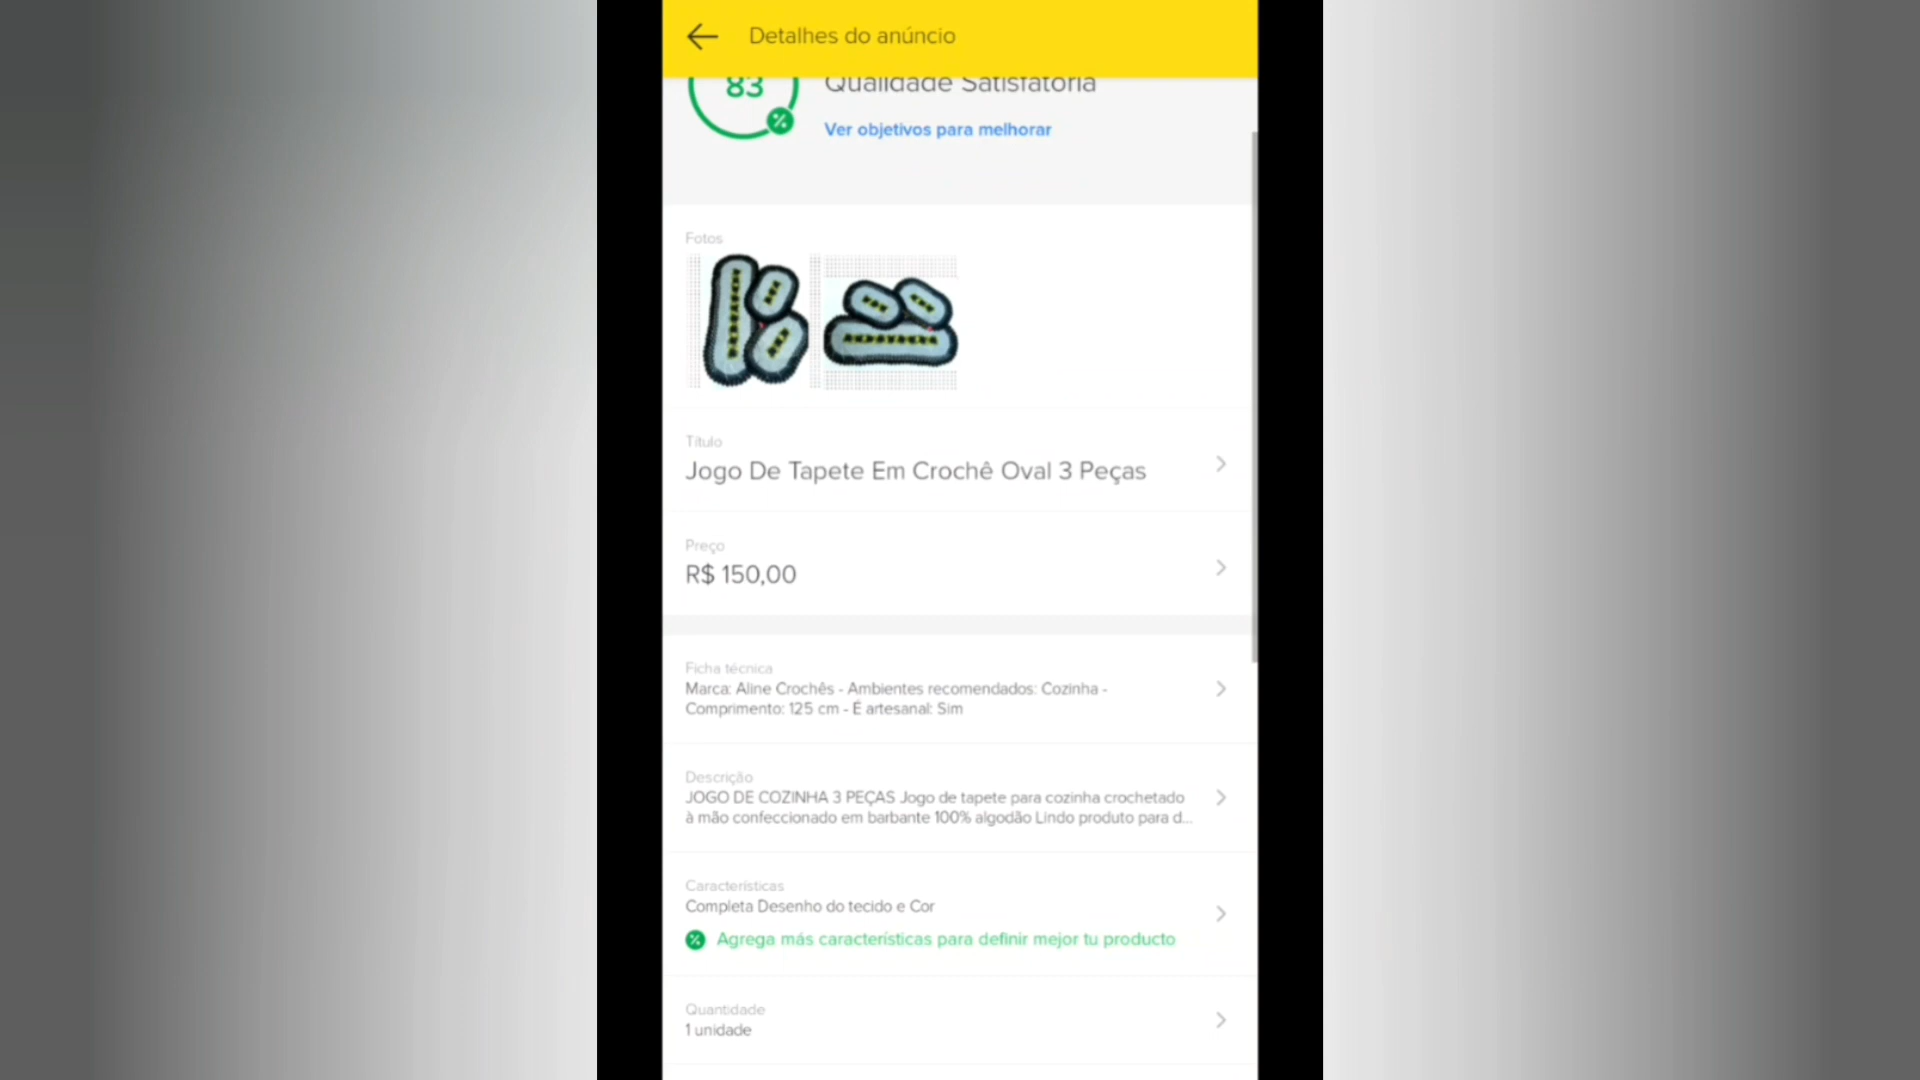 Detalhes do anúncio
83
Qualidade Satisfatória
Ver objetivos para melhorar
Fotos
Título
Jogo De Tapete Em Crochê Oval 3 Peças
Preço
R$ 150,00
Ficha técnica
Marca: Aline Crochês - Ambientes recomendados: Cozinha -
Comprimento: 125 cm - É artesanal: Sim
Descrição
JOGO DE COZINHA 3 PEÇAS Jogo de tapete para cozinha crochetado
à mão confeccionado em barbante 100% algodão Lindo produto para d...
Características
Completa Desenho do tecido e Cor
Agrega más características para definir mejor tu producto
Quantidade
1 unidade